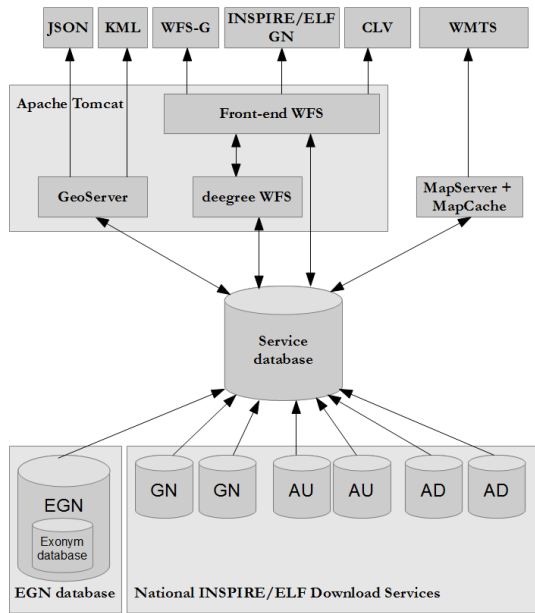 JSON
KML
WFS-G
INSPIRE/ELF
GN
CLV
WMTS
Apache Tomcat
Front-end WFS
GeoServer
deegree WFS
MapServer +
MapCache
Service
database
EGN
Exonym
database
GN
GN
AU
AU
AD
AD
EGN database
National INSPIRE/ELF Download Services